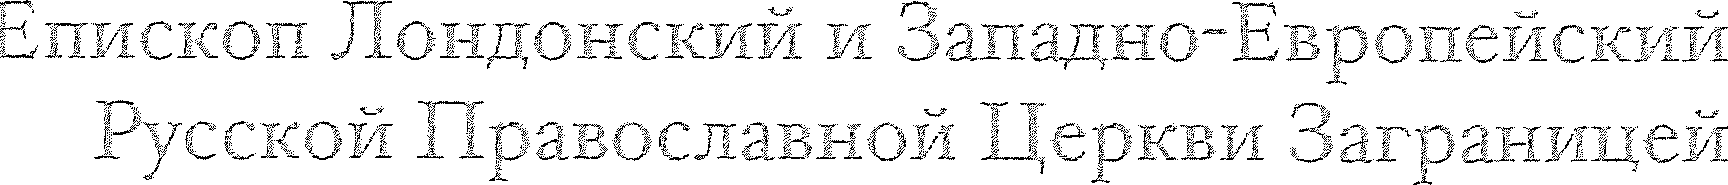 Епископ Лондонский и Западно-Европейский
Русской Православной Церкви Заграницей